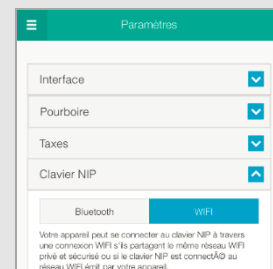 Paramètres
Interface
Pourboire
Taxes
Clavier NIP
Bluetooth WIFI
Votre appareil peut se connecter au clavier NIP à travers
une connexion WIFI s'ils partagent le même réseau WIFI
privé et sécurisé ou si le clavier NIP est connectÃ© au
réseau WIFI émit par votre appareil.